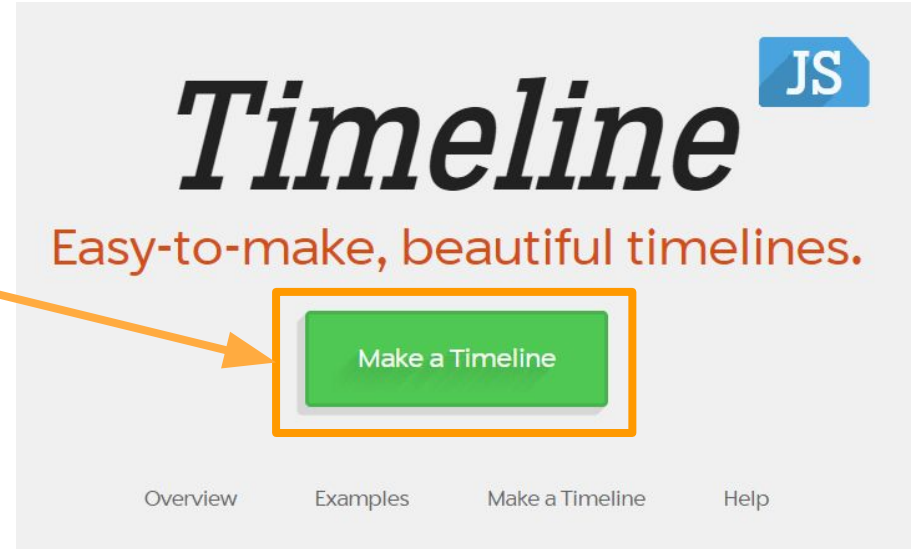 Timeline JS
Easy-to-make, beautiful timelines.
Make a Timeline
Overview Examples Make a Timeline Help